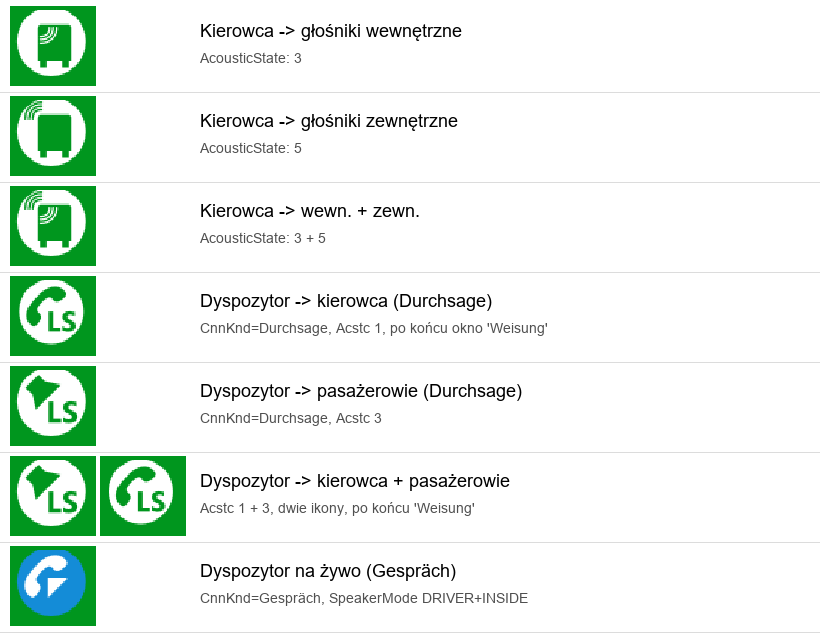 Kierowca -> głośniki wewnętrzne
AcousticState: 3
Kierowca -> głośniki zewnętrzne
AcousticState: 5
Kierowca -> wewn. + zewn.
AcousticState: 3 + 5
LS
Dyspozytor -> kierowca (Durchsage)
CnnKnd=Durchsage, Acstc 1, po końcu okno 'Weisung'
LS
Dyspozytor -> pasażerowie (Durchsage)
CnnKnd=Durchsage, Acstc 3
LS LS
Dyspozytor -> kierowca + pasażerowie
Acstc 1 + 3, dwie ikony, po końcu 'Weisung'
Dyspozytor na żywo (Gespräch)
CnnKnd=Gespräch, SpeakerMode DRIVER+INSIDE